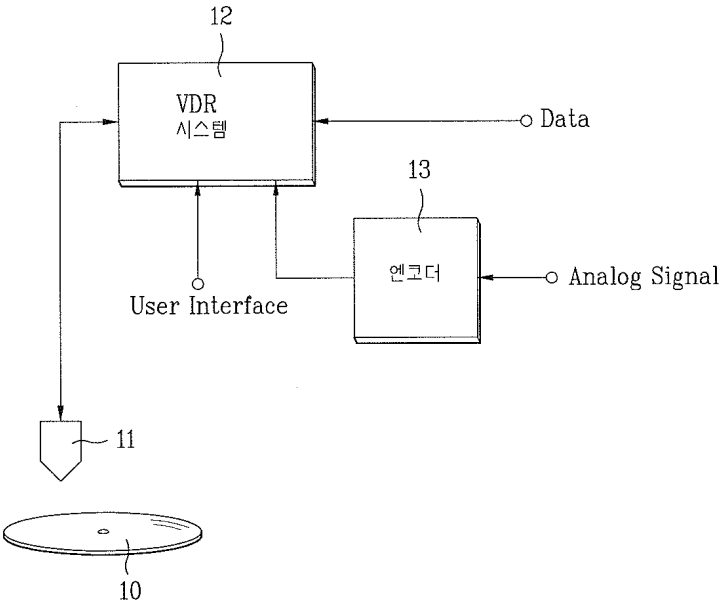 12
VDR
시스템
Data
13
엔코더
Analog Signal
User Interface
11
10